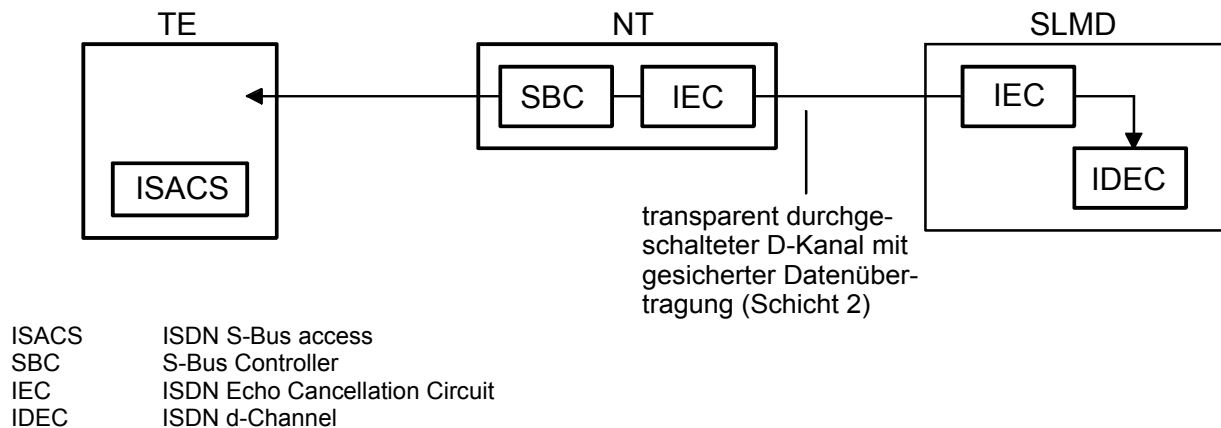 TE
NT
SLMD
SBC
IEC
IEC
ISACS
IDEC
transparent durchge-
schalteter D-Kanal mit
gesicherter Datenüber-
tragung (Schicht 2)
ISACS ISDN S-Bus access
SBC S-Bus Controller
IEC ISDN Echo Cancellation Circuit
IDEC ISDN d-Channel